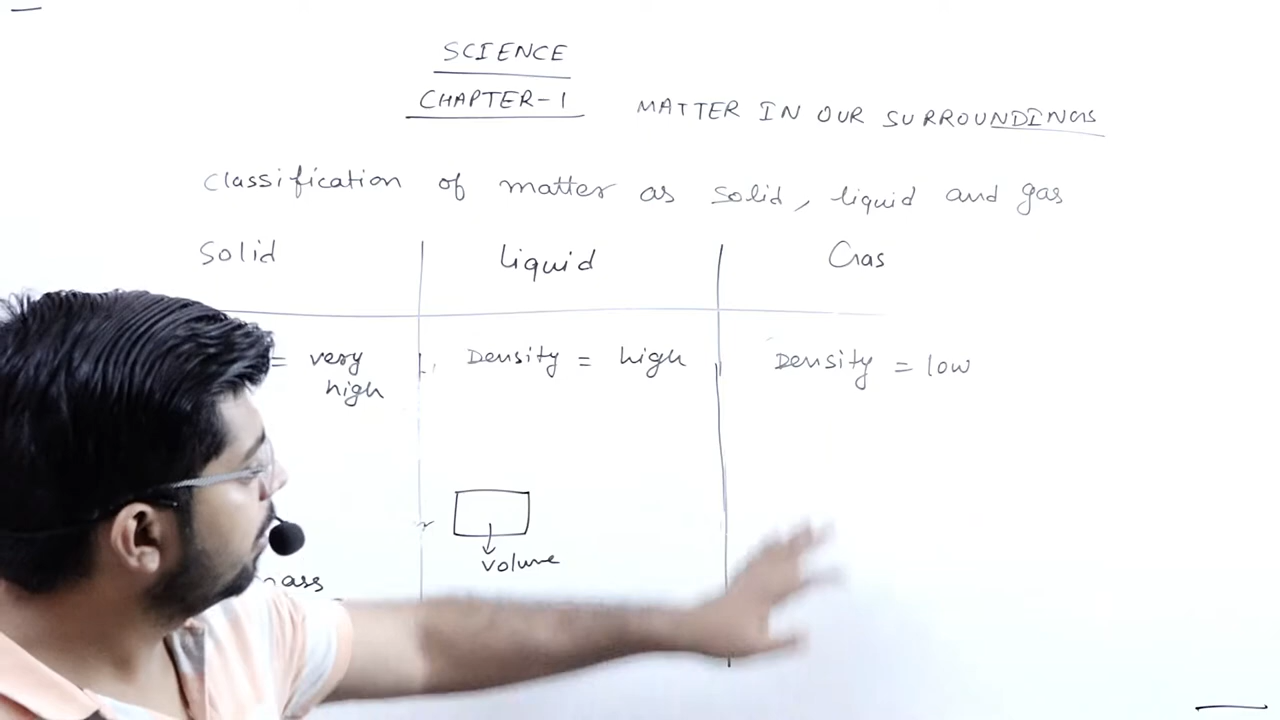 SCIENCE
CHAPTER-1 MATTER IN OUR SURROUNDINGS
Classification of matter as solid, liquid and gas
Solid liquid Gas
= very high Density = high Density = low
volume